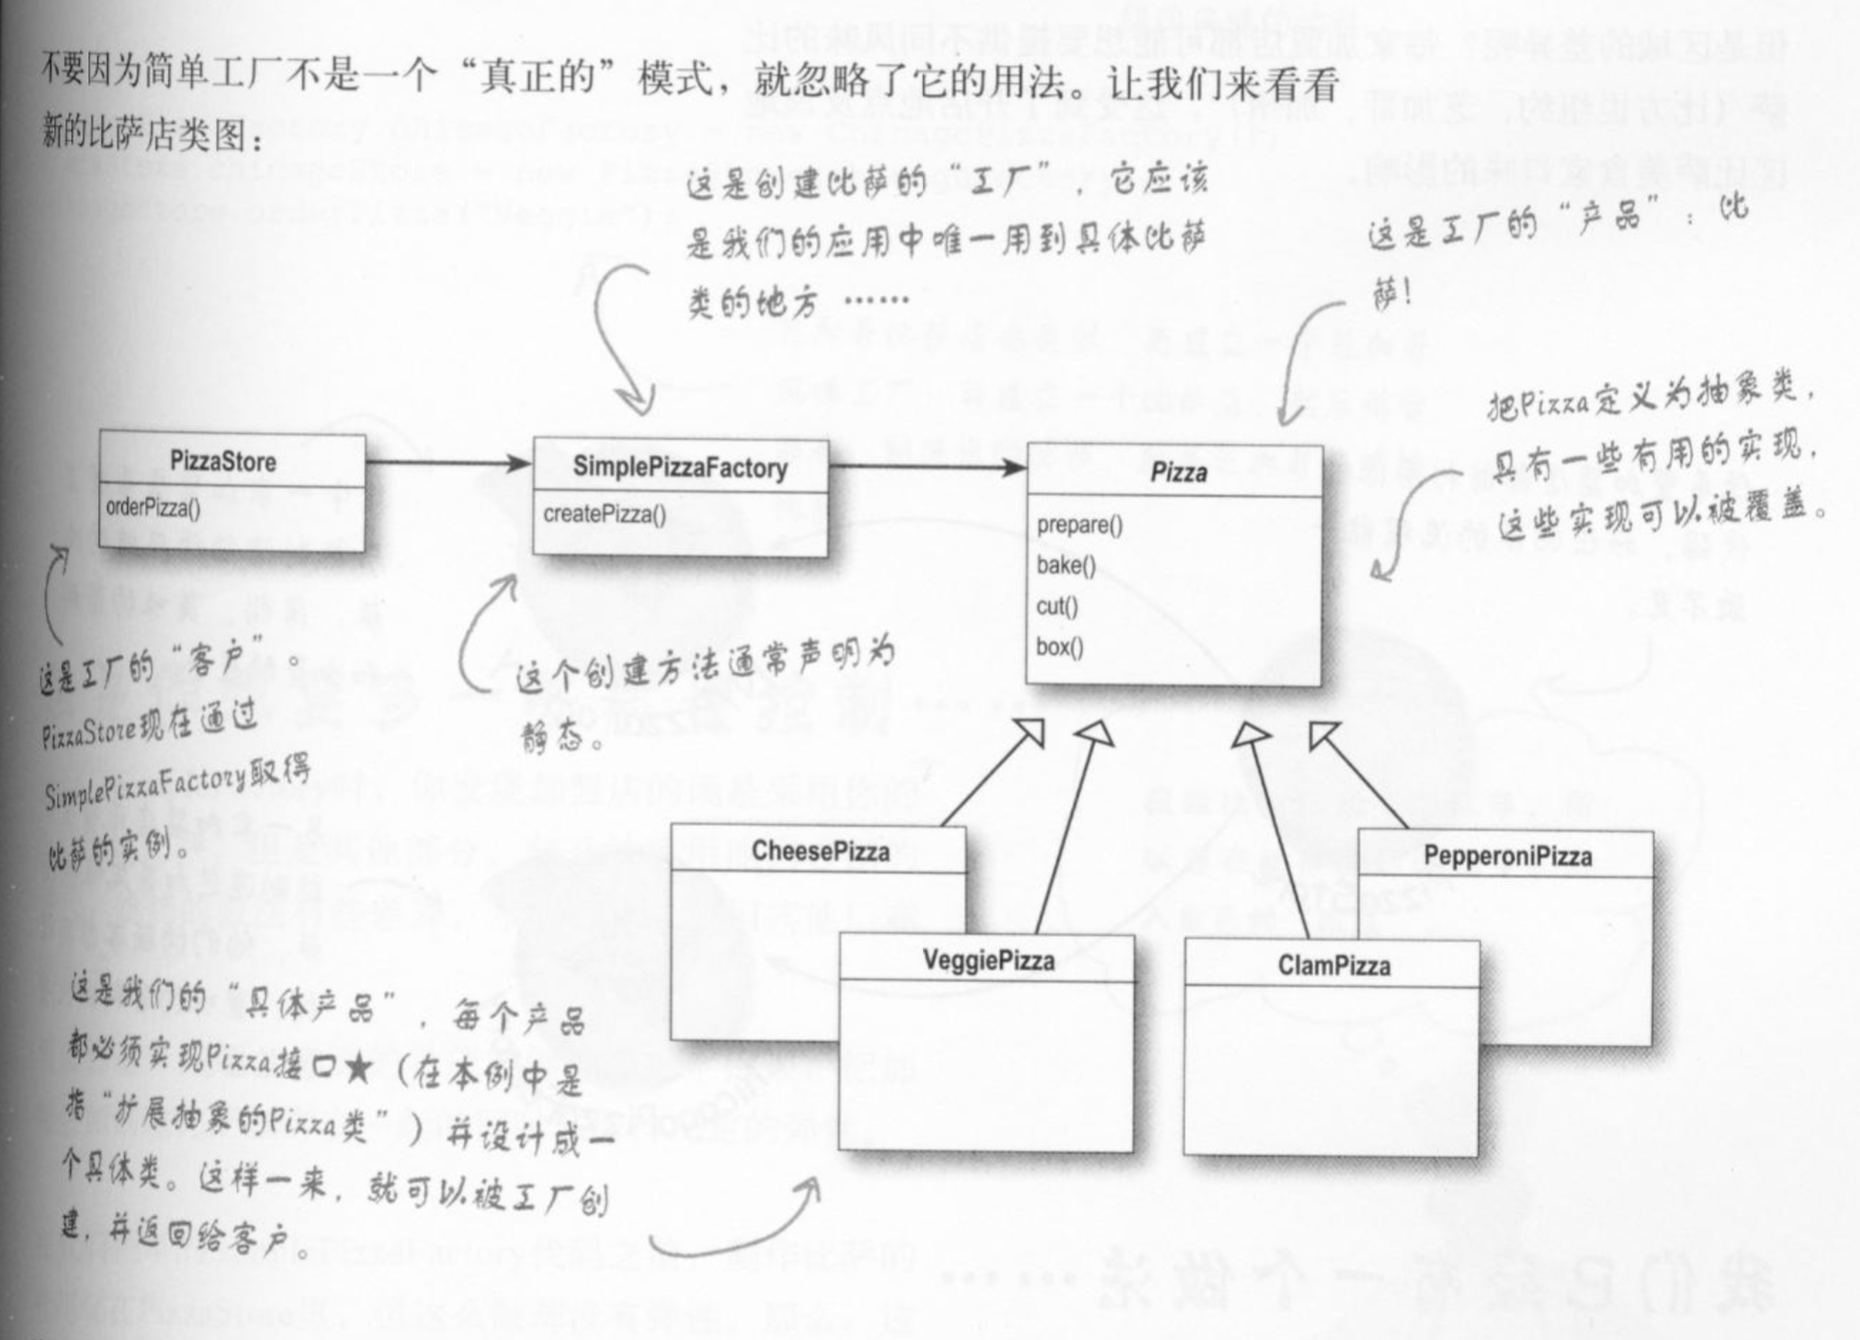 不要因为简单工厂不是一个“真正的”模式，就忽略了它的用法。让我们来看看
新的比萨店类图：
这是创建比萨的“工厂”，它应该
是我们的应用中唯一用到具体比萨
类的地方……
这是工厂的“产品”：比
萨！
把Pizza定义为抽象类，
具有一些有用的实现，
这些实现可以被覆盖。
PizzaStore
orderPizza()
SimplePizzaFactory
createPizza()
Pizza
prepare()
bake()
cut()
box()
这是工厂的“客户”。
PizzaStore现在通过
SimplePizzaFactory取得
比萨的实例。
这个创建方法通常声明为
静态。
CheesePizza
VeggiePizza
ClamPizza
PepperoniPizza
这是我们的“具体产品”，每个产品
都必须实现Pizza接口★（在本例中是
指“扩展抽象的Pizza类”）并设计成一
个具体类。这样一来，就可以被工厂创
建，并返回给客户。